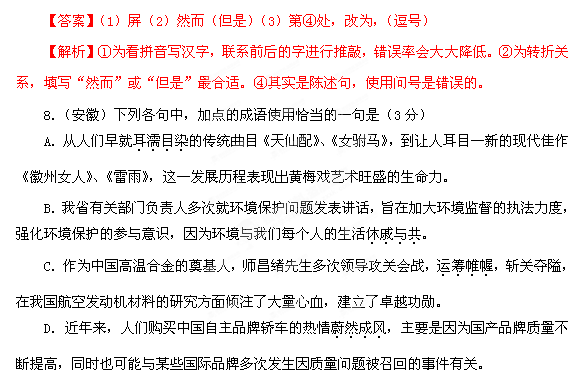 【答案】(1) 屏 (2) 然而 (但是) (3) 第④处，改为，(逗号)
【解析】①为看拼音写汉字，联系前后的字进行推敲，错误率会大大降低。②为转折关
系，填写“然而”或“但是”最合适。④其实是陈述句，使用问号是错误的。
8.（安徽）下列各句中，加点的成语使用恰当的一句是（3 分）
A. 从人们早就耳濡目染的传统曲目《天仙配》、《女驸马》，到让人耳目一新的现代佳作
《徽州女人》、《雷雨》，这一发展历程表现出黄梅戏艺术旺盛的生命力。
B. 我省有关部门负责人多次就环境保护问题发表讲话，旨在加大环境监督的执法力度，
强化环境保护的参与意识，因为环境与我们每个人的生活休戚与共。
C. 作为中国高温合金的奠基人，师昌绪先生多次领导攻关会战，运筹帷幄，斩关夺隘，
在我国航空发动机材料的研究方面倾注了大量心血，建立了卓越功勋。
D. 近年来，人们购买中国自主品牌轿车的热情蔚然成风，主要是因为国产品牌质量不
断提高，同时也可能与某些国际品牌多次发生因质量问题被召回的事件有关。